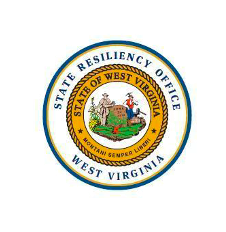 STATE RESILIENCY OFFICE
WEST VIRGINIA
STATE OF WEST VIRGINIA
MONTANI SEMPER LIBERI